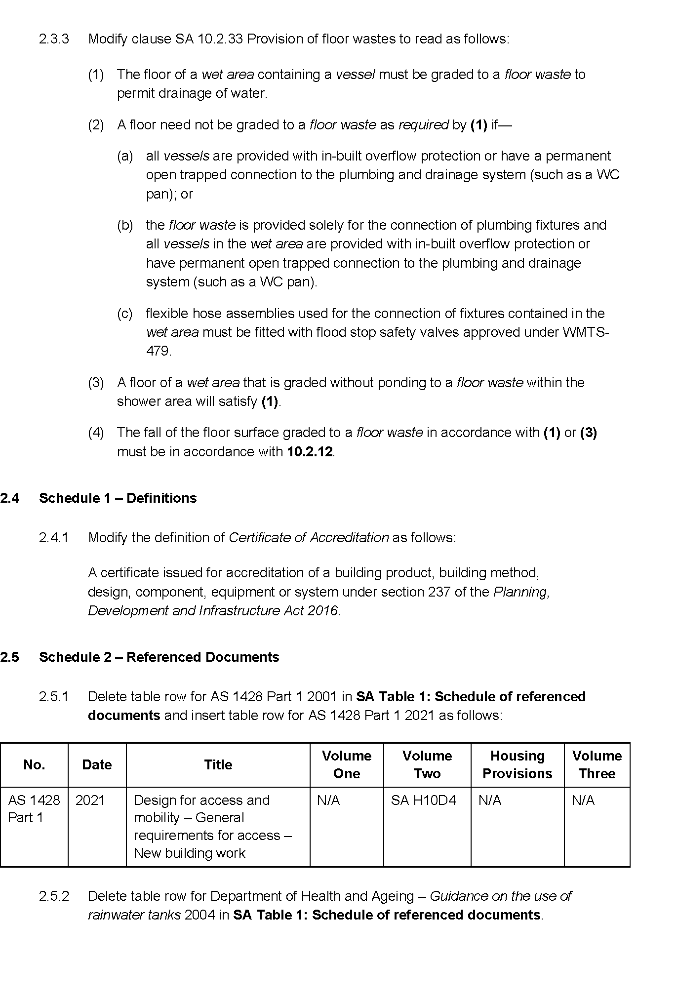 2.3.3 Modify clause SA 10.2.33 Provision of floor wastes to read as follows:
(1) The floor of a wet area containing a vessel must be graded to a floor waste to
permit drainage of water.
(2) A floor need not be graded to a floor waste as required by (1) if—
(a) all vessels are provided with in-built overflow protection or have a permanent
open trapped connection to the plumbing and drainage system (such as a WC
pan); or
(b) the floor waste is provided solely for the connection of plumbing fixtures and
all vessels in the wet area are provided with in-built overflow protection or
have permanent open trapped connection to the plumbing and drainage
system (such as a WC pan).
(c) flexible hose assemblies used for the connection of fixtures contained in the
wet area must be fitted with flood stop safety valves approved under WMTS-
479.
(3) A floor of a wet area that is graded without ponding to a floor waste within the
shower area will satisfy (1).
(4) The fall of the floor surface graded to a floor waste in accordance with (1) or (3)
must be in accordance with 10.2.12.
2.4 Schedule 1 – Definitions
2.4.1 Modify the definition of Certificate of Accreditation as follows:
A certificate issued for accreditation of a building product, building method,
design, component, equipment or system under section 237 of the Planning,
Development and Infrastructure Act 2016.
2.5 Schedule 2 – Referenced Documents
2.5.1 Delete table row for AS 1428 Part 1 2001 in SA Table 1: Schedule of referenced
documents and insert table row for AS 1428 Part 1 2021 as follows:
No. Date Title Volume One Volume Two Housing Provisions Volume Three
AS 1428 2021 Design for access and N/A SA H10D4 N/A N/A
Part 1 mobility – General
requirements for access –
New building work
2.5.2 Delete table row for Department of Health and Ageing – Guidance on the use of
rainwater tanks 2004 in SA Table 1: Schedule of referenced documents.